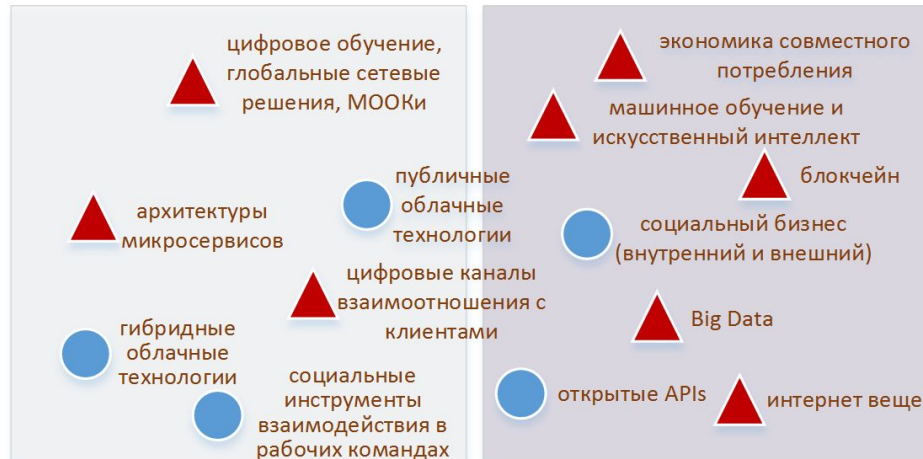 цифровое обучение,
глобальные сетевые
решения, МООКи
архитектуры
микросервисов
публичные
облачные
технологии
цифровые каналы
взаимоотношения с
клиентами
гибридные
облачные
технологии
социальные
инструменты
взаимодействия в
рабочих командах
экономика совместного
потребления
машинное обучение и
искусственный интеллект
блокчейн
социальный бизнес
(внутренний и внешний)
Big Data
открытые APIs
интернет веще